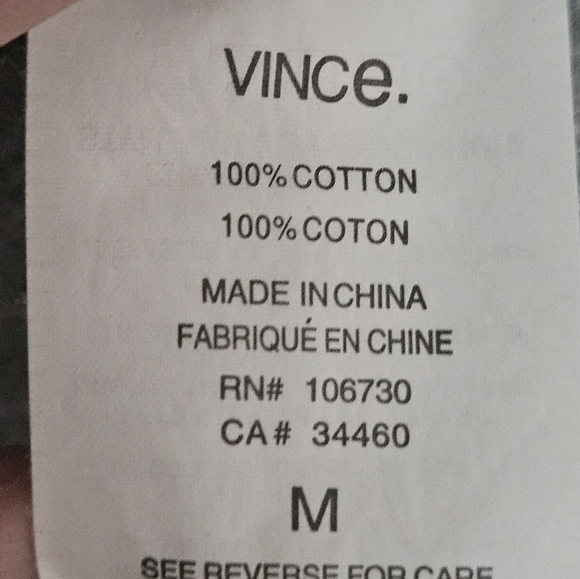 VINCe.
100% COTTON
100% COTON
MADE IN CHINA
FABRIQUÉ EN CHINE
RN# 106730
CA# 34460
M
SEE REVERSE FOR CARE